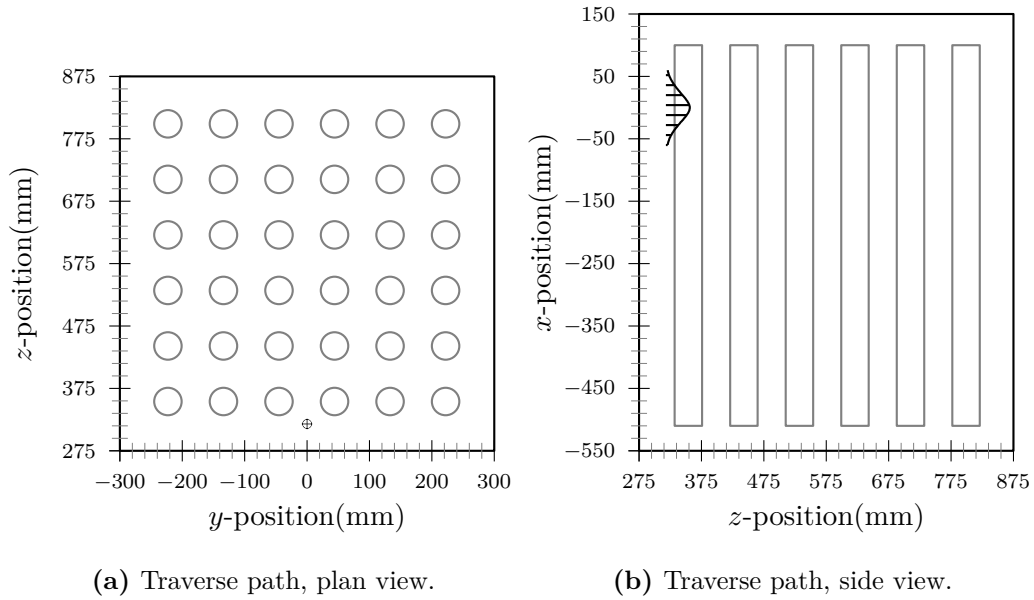 875
775
675
575
475
375
275
z-position(mm)
−300 −200 −100 0 100 200 300
y-position(mm)
(a) Traverse path, plan view.
150
50
−50
−150
−250
−350
−450
−550
x-position(mm)
275 375 475 575 675 775 875
z-position(mm)
(b) Traverse path, side view.